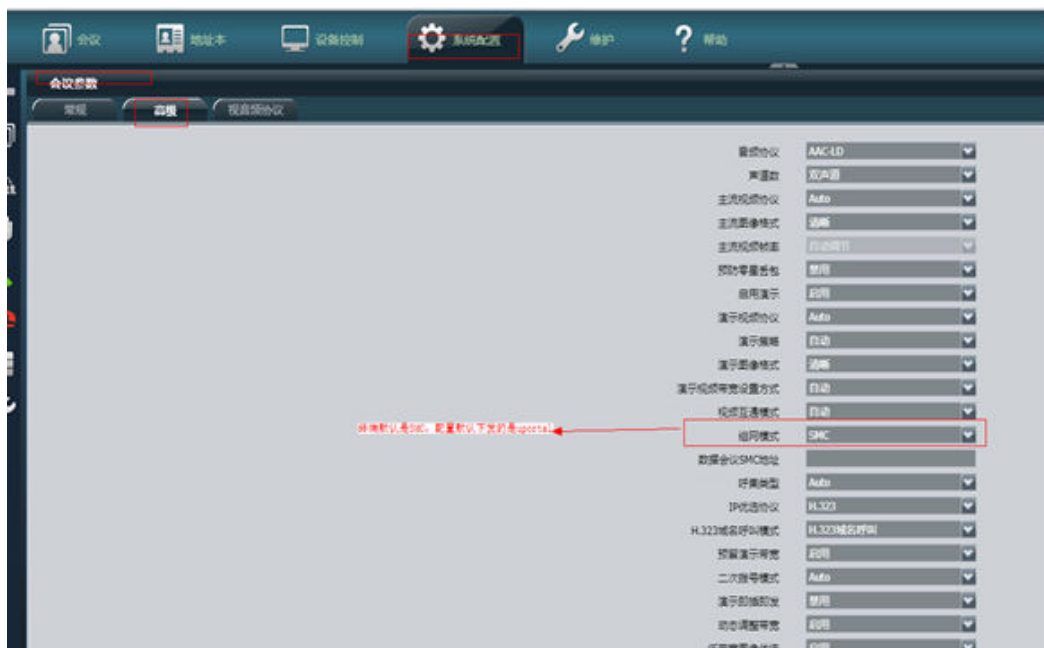 会议 地址本 设备控制 系统配置 维护 帮助
会议参数
常规 高级 视音频协议
音频协议 AAC-LD
声道数 双声道
主流视频协议 Auto
主流图像格式 清晰
主流视频帧率 自动调节
预防零星丢包 禁用
启用演示 启用
演示视频协议 Auto
演示策略 自动
演示图像格式 清晰
演示视频带宽设置方式 自动
视频互通模式 自动
终端默认是SMC，配置默认下发的是uportal
组网模式 SMC
数据会议SMC地址
呼集类型 Auto
IP优选协议 H.323
H.323域名呼叫模式 H.323域名呼叫
预留演示带宽 启用
二次拨号模式 Auto
演示即插即发 禁用
动态调整带宽 启用